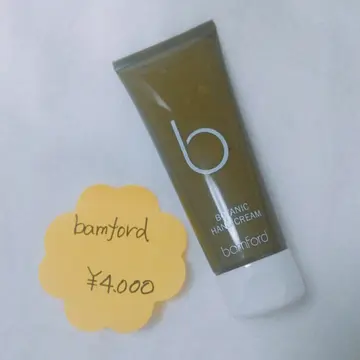 b
BOTANIC
HAND CREAM
bamford
bamford
¥4.000